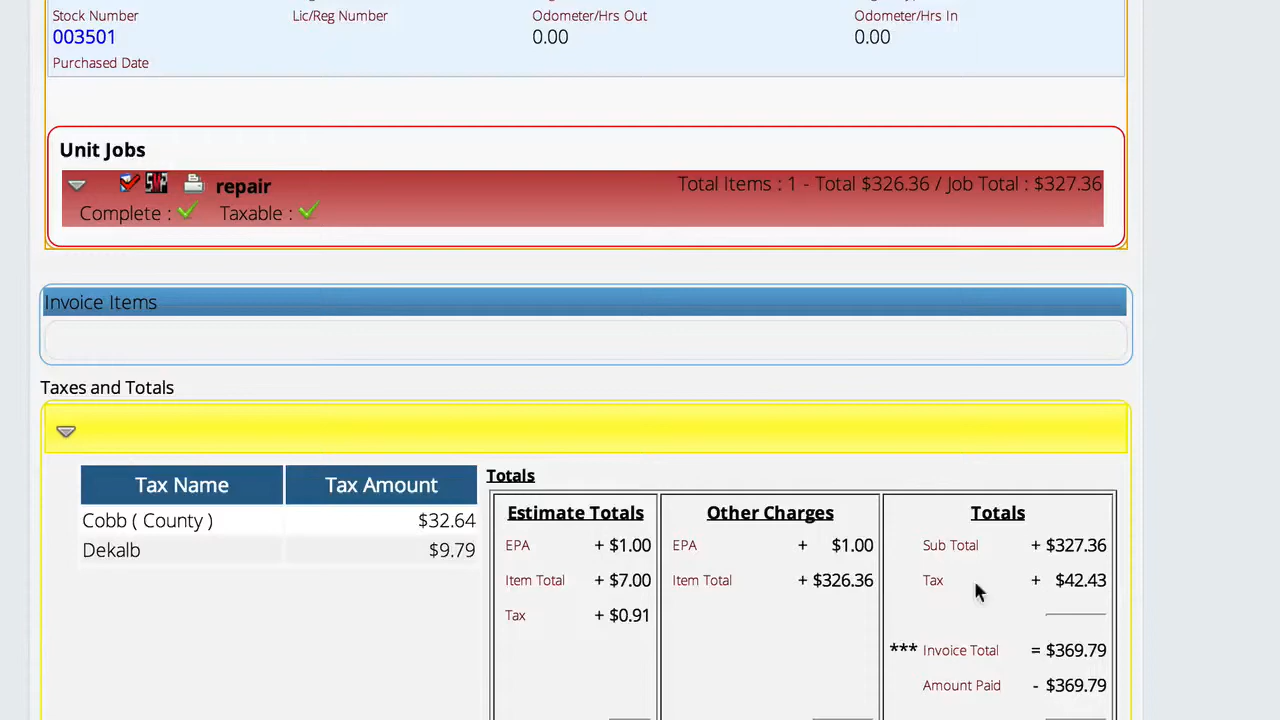 Stock Number
Lic/Reg Number
Odometer/Hrs Out
Odometer/Hrs In
003501
0.00
0.00
Purchased Date
Unit Jobs
SVP repair Total Items : 1 - Total $326.36 / Job Total : $327.36
Complete : Taxable :
Invoice Items
Taxes and Totals
Tax Name Tax Amount
Cobb ( County ) $32.64
Dekalb $9.79
Totals
Estimate Totals
EPA + $1.00
Item Total + $7.00
Tax + $0.91
Other Charges
EPA + $1.00
Item Total + $326.36
Totals
Sub Total + $327.36
Tax + $42.43
*** Invoice Total = $369.79
Amount Paid - $369.79